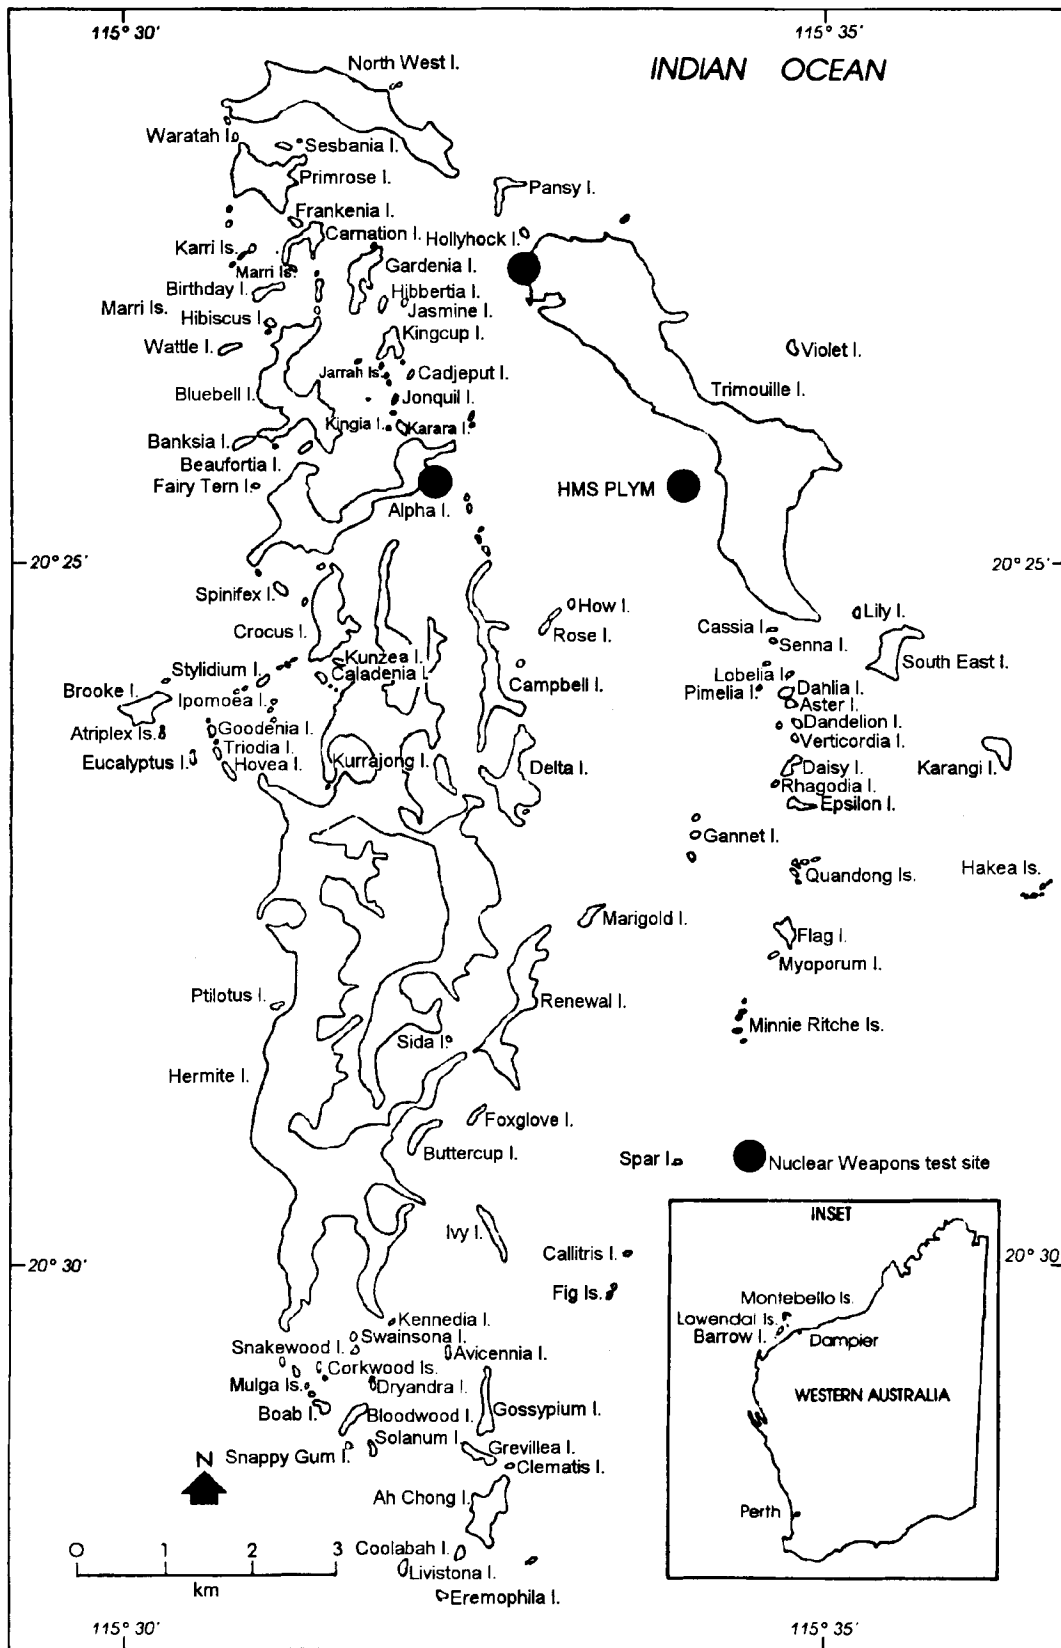 115° 30'
115° 35'
North West I.
INDIAN OCEAN
Waratah I.
Sesbania I.
Primrose I.
Pansy I.
Frankenia I.
Carnation I.
Hollyhock I.
Karri Is.
Marri Is.
Gardenia I.
Birthday I.
Hibbertia I.
Marri Is.
Jasmine I.
Hibiscus I.
Kingcup I.
Wattle I.
Violet I.
Jarrah Is.
Cadjeput I.
Trimouille I.
Bluebell I.
Jonquil I.
Kingia I.
Karara I.
Banksia I.
Beaufortia I.
Fairy Tern I.
HMS PLYM
Alpha I.
20° 25'
20° 25'
Spinifex I.
How I.
Lily I.
Crocus I.
Rose I.
Cassia I.
Senna I.
Kunzea I.
South East I.
Stylidium I.
Caladenia I.
Campbell I.
Lobelia I.
Brooke I.
Ipomoea I.
Pimelia I.
Dahlia I.
Aster I.
Atriplex Is.
Goodenia I.
Dandelion I.
Triodia I.
Verticordia I.
Eucalyptus I.
Hovea I.
Kurrajong I.
Delta I.
Daisy I.
Karangi I.
Rhagodia I.
Epsilon I.
Gannet I.
Quandong Is.
Hakea Is.
Marigold I.
Flag I.
Myoporum I.
Ptilotus I.
Renewal I.
Minnie Ritche Is.
Sida I.
Hermite I.
Foxglove I.
Buttercup I.
Spar I.
Nuclear Weapons test site
Ivy I.
INSET
Callitris I.
20° 30'
20° 30
Fig Is.
Montebello Is.
Kennedia I.
Lowendal Is.
Swainsona I.
Barrow I.
Dampier
Snakewood I.
Avicennia I.
Corkwood Is.
Mulga Is.
Dryandra I.
WESTERN AUSTRALIA
Boab I.
Bloodwood I.
Gossypium I.
Solanum I.
Snappy Gum I.
Grevillea I.
N
Clematis I.
Ah Chong I.
Perth
Coolabah I.
0 1 2 3
Livistona I.
km
Eremophila I.
115° 30'
115° 35'